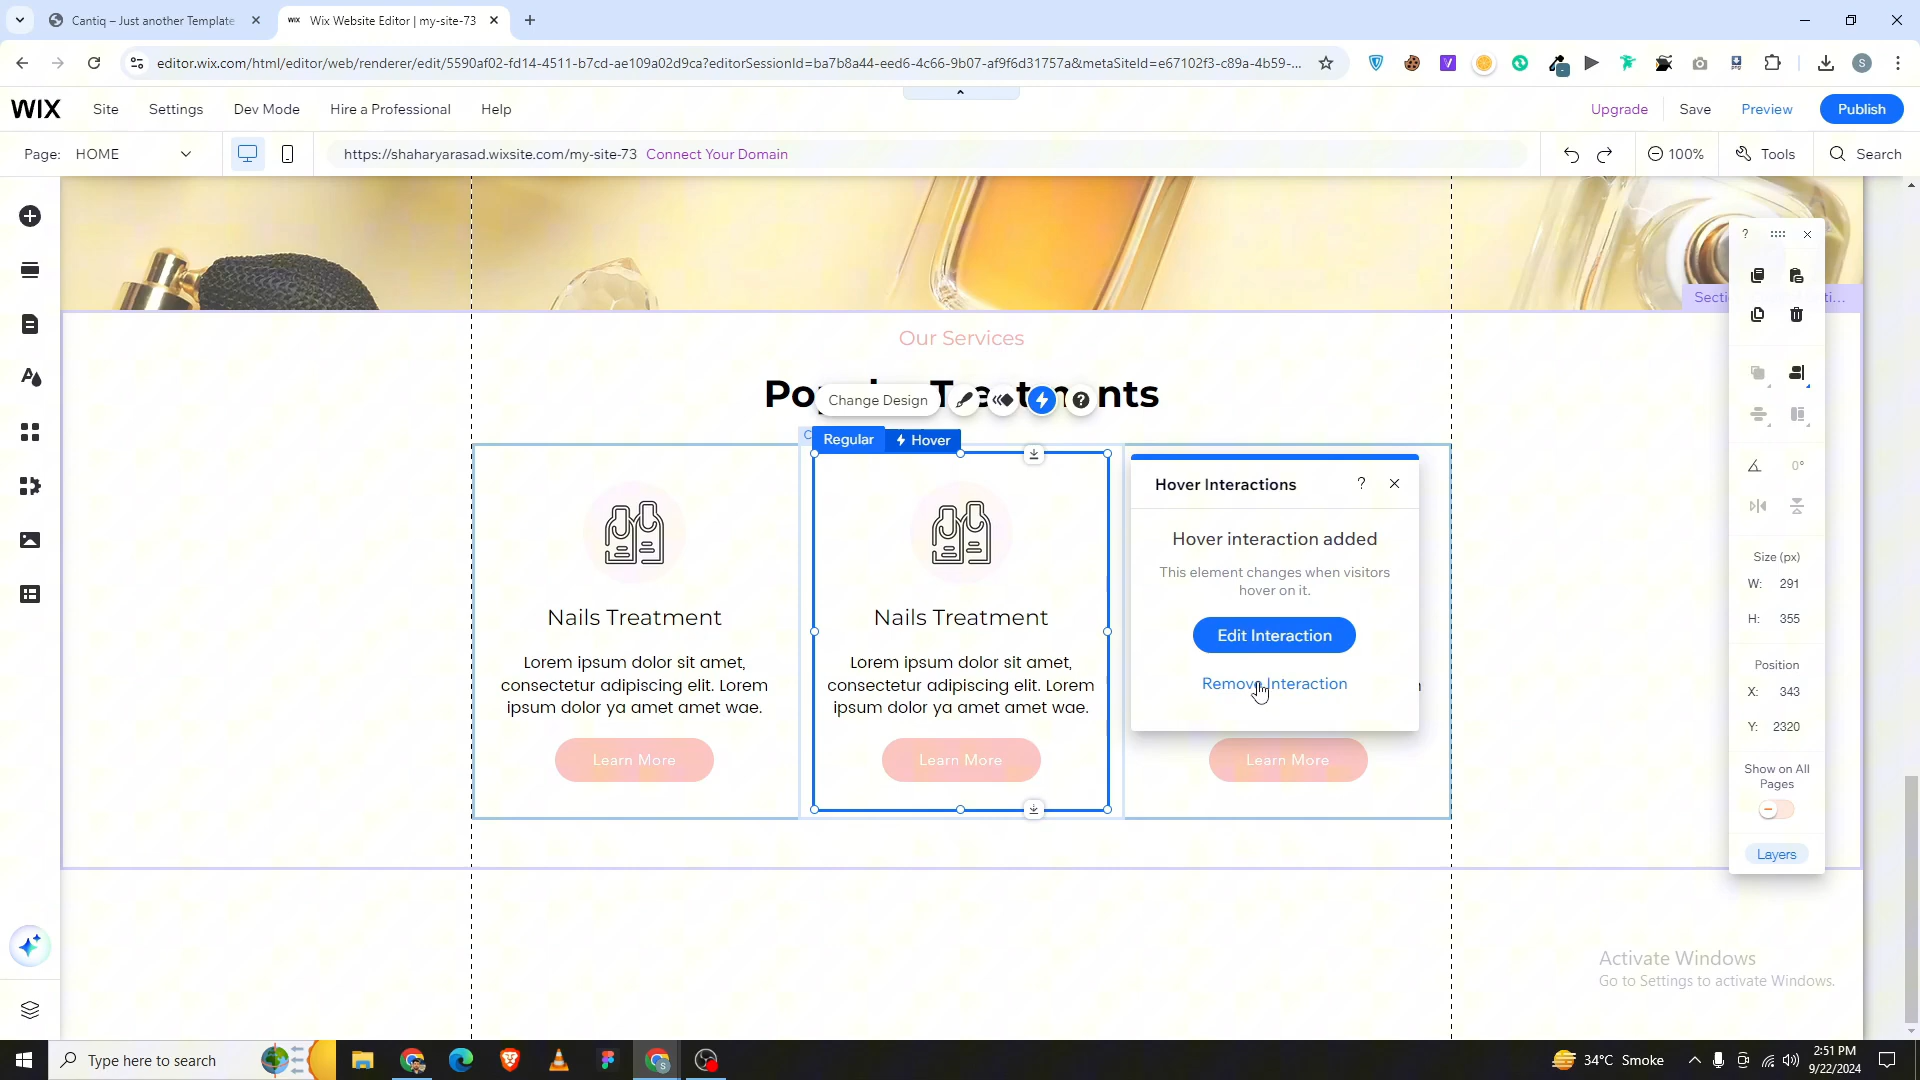 Cantiq – Just another Template
Wix Website Editor | my-site-73
editor.wix.com/html/editor/web/renderer/edit/5590af02-fd14-4511-b7cd-ae109a02d9ca?editorSessionId=ba7b8a44-eed6-4c66-9b07-af9f6d31757a&metaSiteId=e67102f3-c89a-4b59-...
WIX Site Settings Dev Mode Hire a Professional Help Upgrade Save Preview Publish
Page: HOME https://shaharyarasad.wixsite.com/my-site-73 Connect Your Domain 100% Tools Search
Our Services
Change Design
Regular Hover
Nails Treatment
Lorem ipsum dolor sit amet,
consectetur adipiscing elit. Lorem
ipsum dolor ya amet amet wae.
Learn More
Nails Treatment
Lorem ipsum dolor sit amet,
consectetur adipiscing elit. Lorem
ipsum dolor ya amet amet wae.
Learn More
Hover Interactions ?
Hover interaction added
This element changes when visitors
hover on it.
Edit Interaction
Remove Interaction
Learn More
?
0°
Size (px)
W: 291
H: 355
Position
X: 343
Y: 2320
Show on All
Pages
Layers
Activate Windows
Go to Settings to activate Windows.
Type here to search
34°C Smoke
2:51 PM
9/22/2024